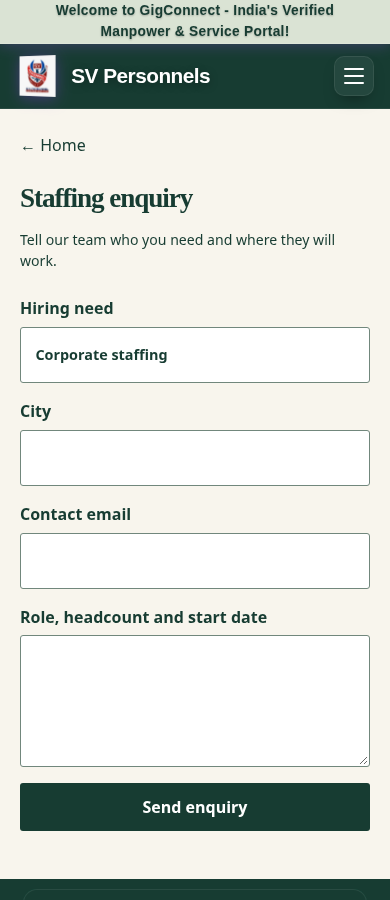 Welcome to GigConnect - India's Verified
Manpower & Service Portal!
SV Personnels
← Home
Staffing enquiry
Tell our team who you need and where they will
work.
Hiring need
Corporate staffing
City
Contact email
Role, headcount and start date
Send enquiry